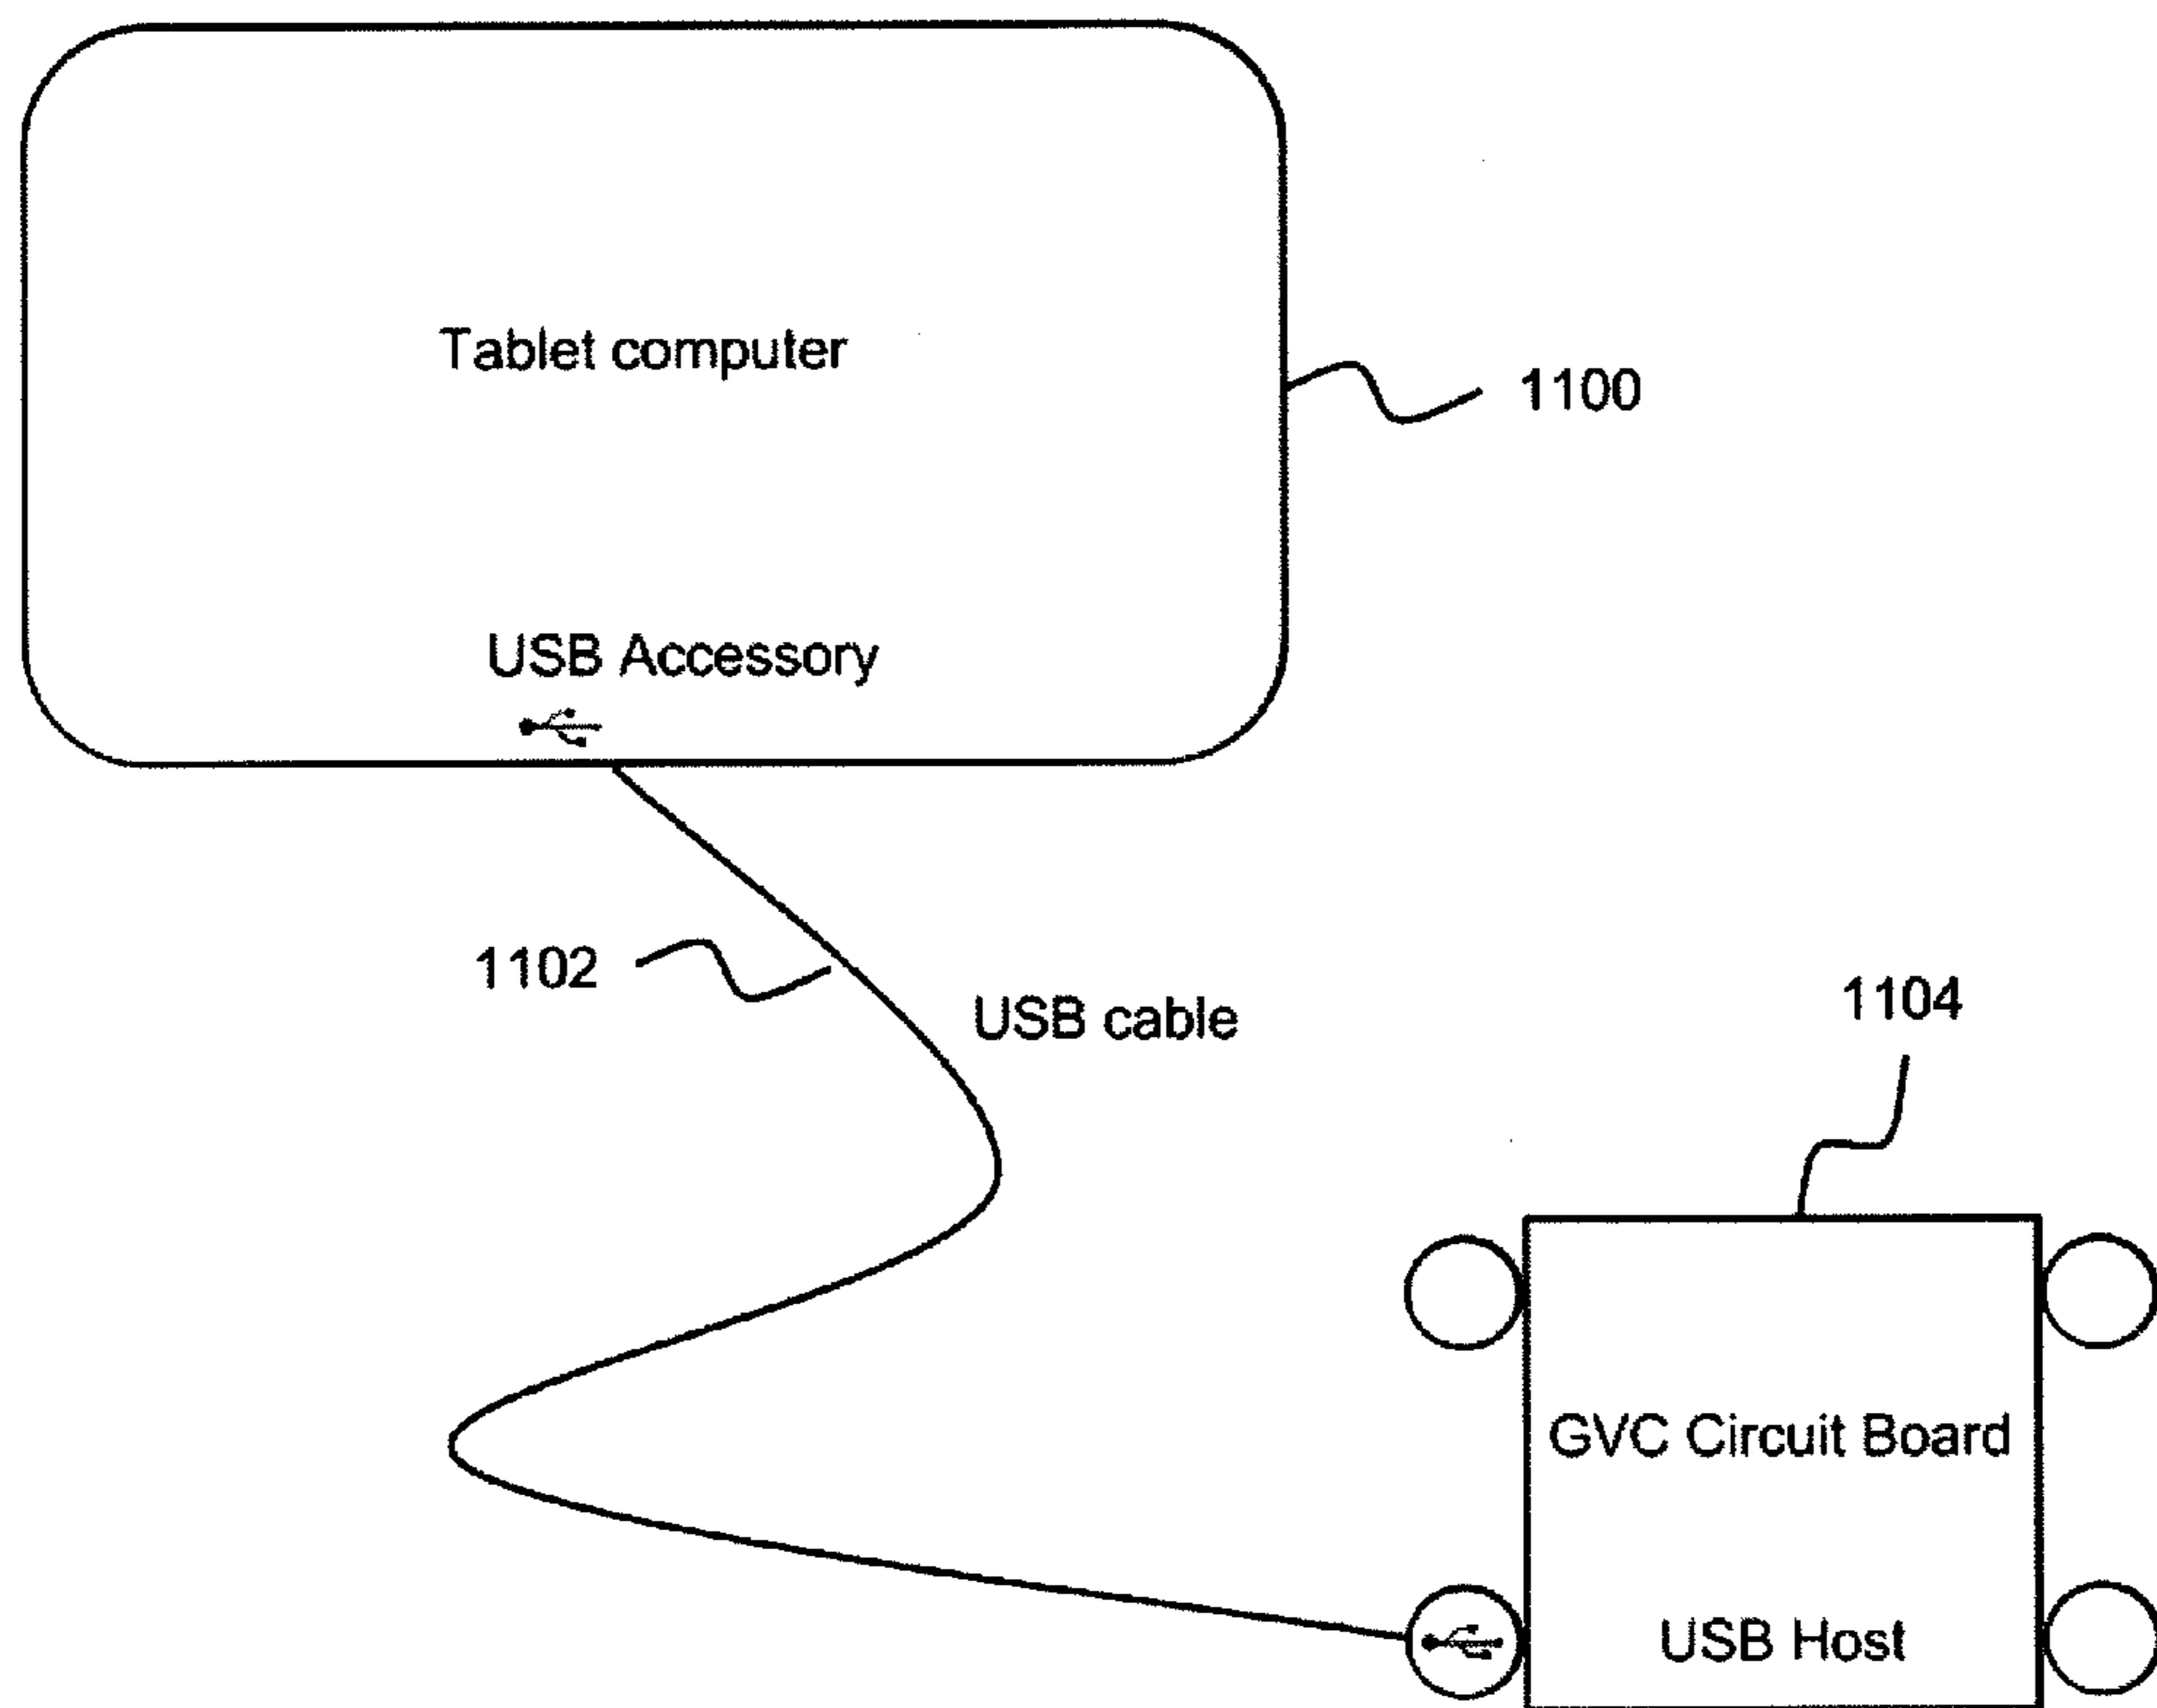 Tablet computer
1100
USB Accessory
1102
USB cable
1104
GVC Circuit Board
USB Host